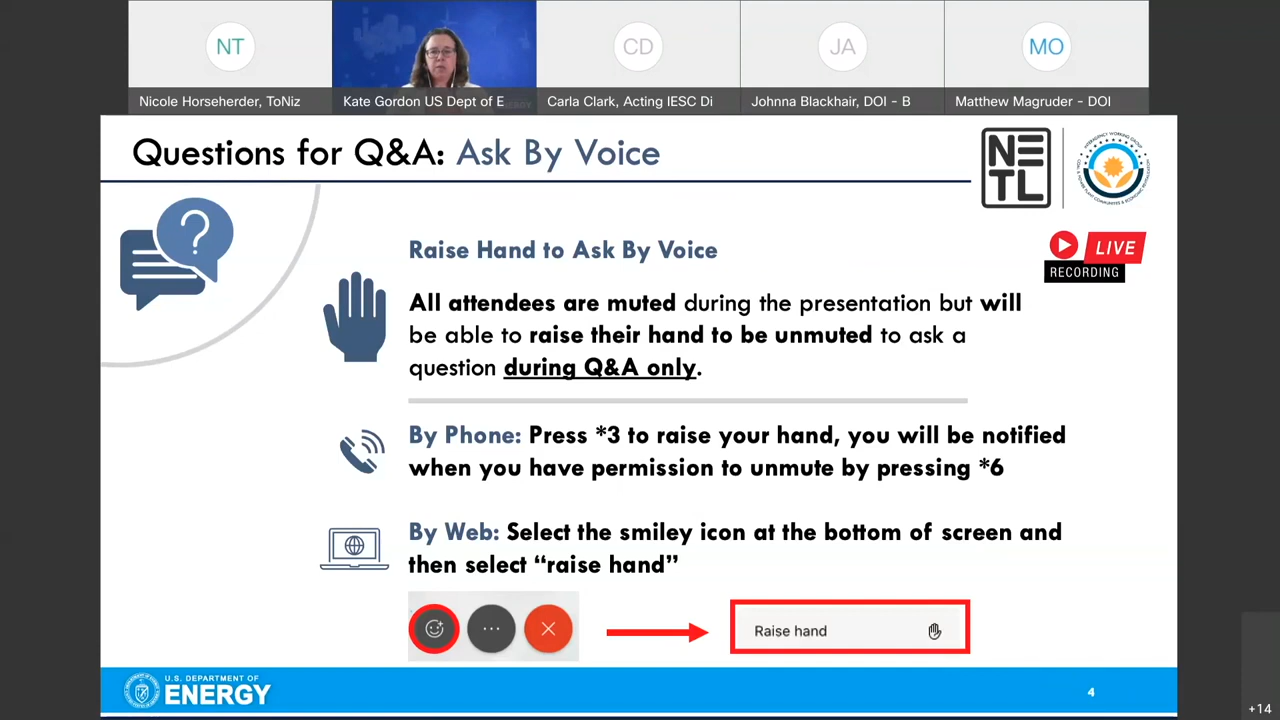 NT
CD
JA
MO
Nicole Horseherder, ToNiz
Kate Gordon US Dept of E
Carla Clark, Acting IESC Di
Johnna Blackhair, DOI - B
Matthew Magruder - DOI
Questions for Q&A: Ask By Voice
NE
TL
LIVE
RECORDING
Raise Hand to Ask By Voice
All attendees are muted during the presentation but will
be able to raise their hand to be unmuted to ask a
question during Q&A only.
By Phone: Press *3 to raise your hand, you will be notified
when you have permission to unmute by pressing *6
By Web: Select the smiley icon at the bottom of screen and
then select “raise hand”
Raise hand
U.S. DEPARTMENT OF
ENERGY
4
+14